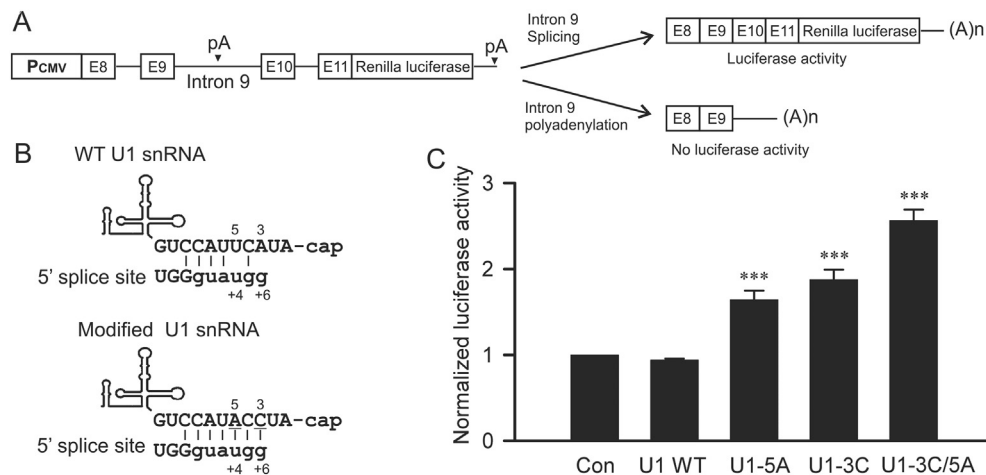 A
PCMV E8 E9 pA Intron 9 E10 E11 Renilla luciferase pA
Intron 9
Splicing
E8 E9 E10 E11 Renilla luciferase (A)n
Luciferase activity
Intron 9
polyadenylation
E8 E9 (A)n
No luciferase activity
B
WT U1 snRNA
5 3
GUCCAUUCAUA-cap
5' splice site UGGguaugg
+4 +6
Modified U1 snRNA
5 3
GUCCAUACCUA-cap
5' splice site UGGguaugg
+4 +6
C
Normalized luciferase activity
3
2
1
0
*** *** ***
Con U1 WT U1-5A U1-3C U1-3C/5A